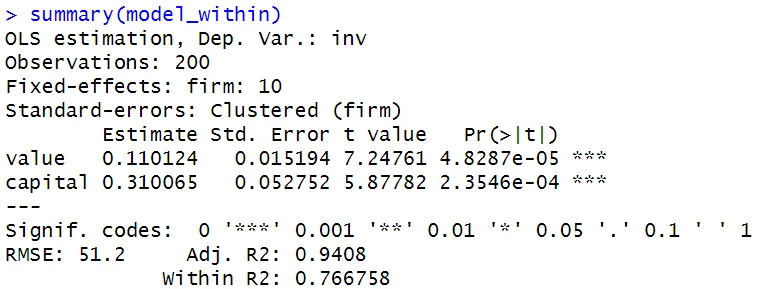 > summary(model_within)
OLS estimation, Dep. Var.: inv
Observations: 200
Fixed-effects: firm: 10
Standard-errors: Clustered (firm)
        Estimate Std. Error t value   Pr(>|t|)
value   0.110124   0.015194 7.24761 4.8287e-05 ***
capital 0.310065   0.052752 5.87782 2.3546e-04 ***
---
Signif. codes:  0 '***' 0.001 '**' 0.01 '*' 0.05 '.' 0.1 ' ' 1
RMSE: 51.2     Adj. R2: 0.9408
             Within R2: 0.766758